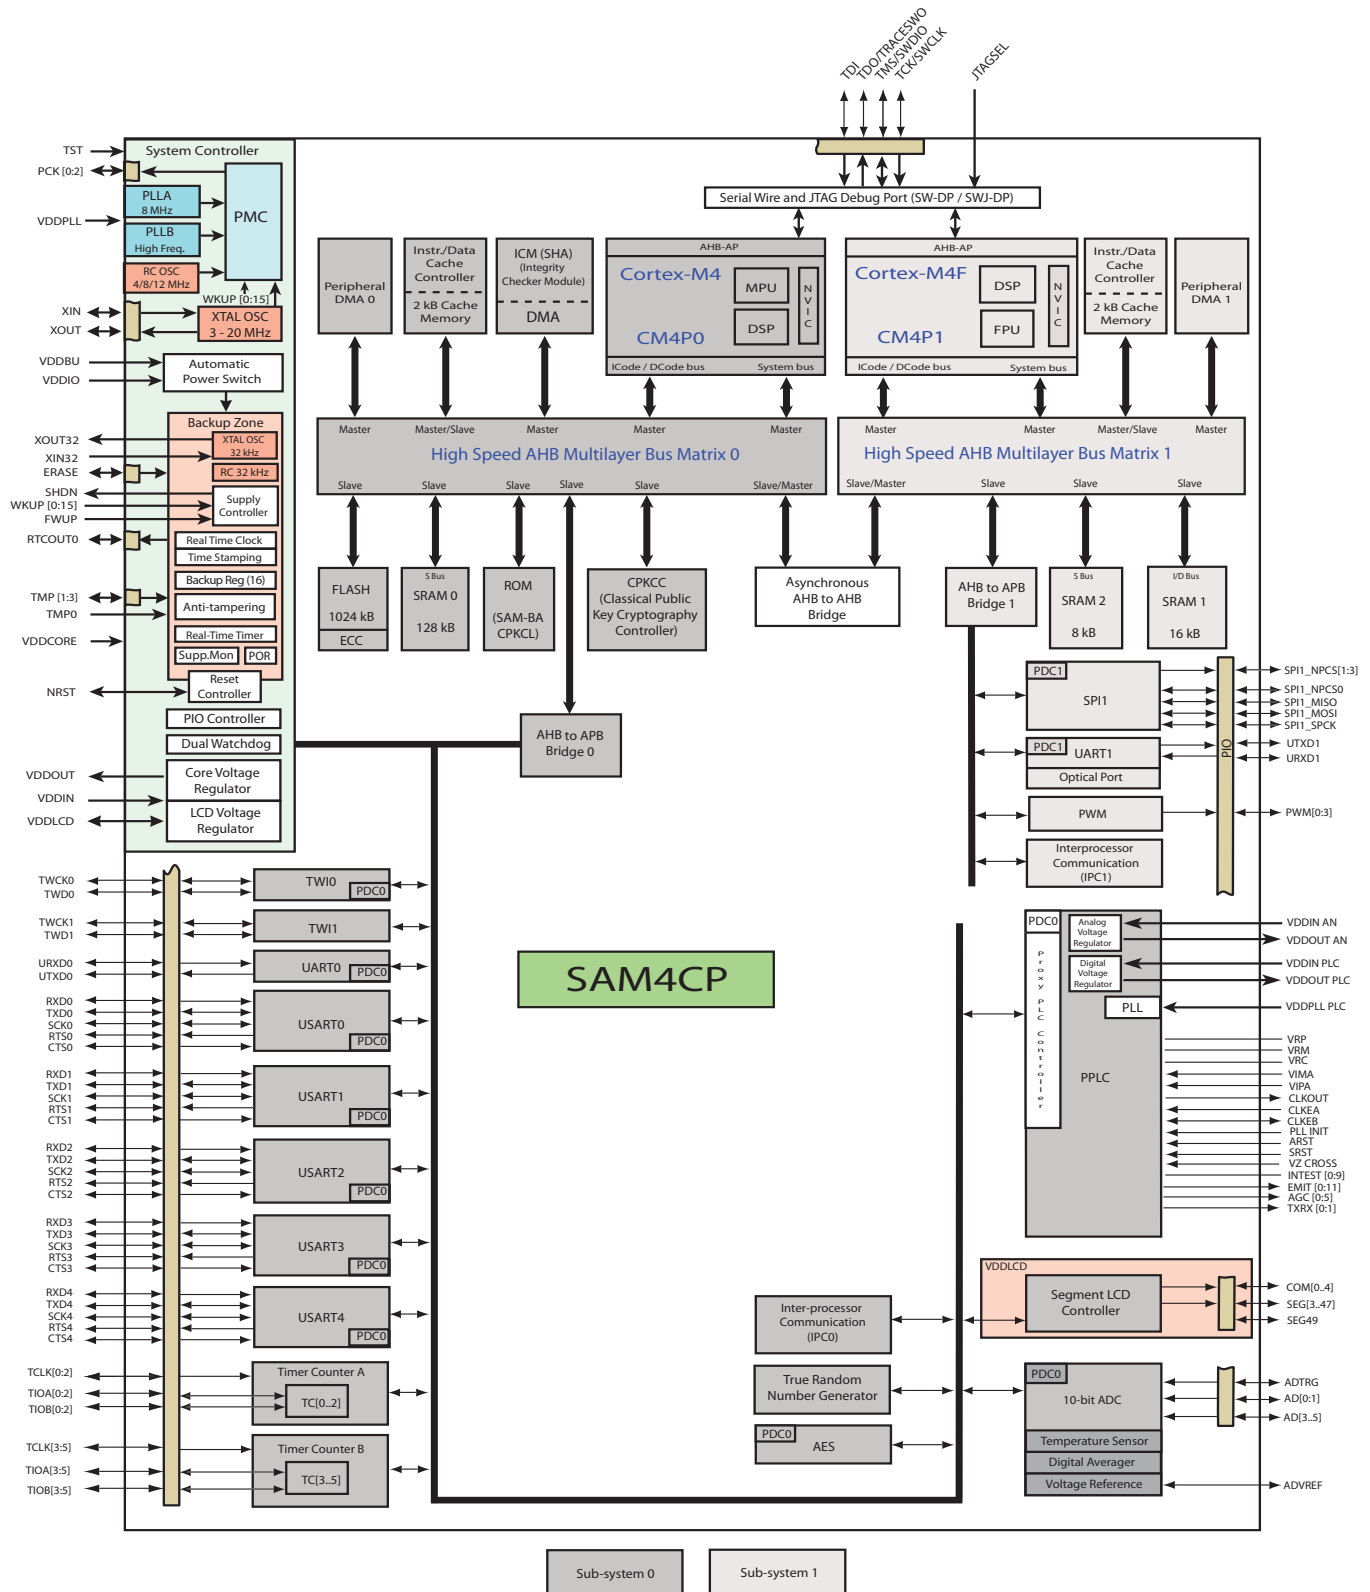 TDI
TDO/TRACESWO
TMS/SWDIO
TCK/SWCLK
JTAGSEL
Serial Wire and JTAG Debug Port (SW-DP / SWJ-DP)
TST
PCK [0:2]
VDDPLL
XIN
XOUT
VDDBU
VDDIO
XOUT32
XIN32
ERASE
SHDN
WKUP [0:15]
FWUP
RTCOUT0
TMP [1:3]
TMP0
VDDCORE
NRST
VDDOUT
VDDIN
VDDLCD
System Controller
PLLA
8 MHz
PLLB
High Freq.
RC OSC
4/8/12 MHz
PMC
WKUP [0:15]
XTAL OSC
3 - 20 MHz
Automatic
Power Switch
Backup Zone
XTAL OSC
32 kHz
RC 32 kHz
Supply
Controller
Real Time Clock
Time Stamping
Backup Reg (16)
Anti-tampering
Real-Time Timer
Supp.Mon
POR
Reset
Controller
PIO Controller
Dual Watchdog
Core Voltage
Regulator
LCD Voltage
Regulator
Peripheral
DMA 0
Instr./Data
Cache
Controller
2 kB Cache
Memory
ICM (SHA)
(Integrity
Checker Module)
DMA
AHB-AP
Cortex-M4
MPU
DSP
NVIC
CM4P0
ICode / DCode bus
System bus
AHB-AP
Cortex-M4F
DSP
FPU
NVIC
CM4P1
ICode / DCode bus
System bus
Instr./Data
Cache
Controller
2 kB Cache
Memory
Peripheral
DMA 1
Master
Master/Slave
Master
Master
Master
High Speed AHB Multilayer Bus Matrix 0
Slave
Slave
Slave
Slave
Slave
Slave/Master
Master
Master
Master/Slave
Master
High Speed AHB Multilayer Bus Matrix 1
Slave/Master
Slave
Slave
Slave
FLASH
1024 kB
ECC
S Bus
SRAM 0
128 kB
ROM
(SAM-BA
CPKCL)
CPKCC
(Classical Public
Key Cryptography
Controller)
Asynchronous
AHB to AHB
Bridge
AHB to APB
Bridge 1
S Bus
SRAM 2
8 kB
I/D Bus
SRAM 1
16 kB
AHB to APB
Bridge 0
PDC1
SPI1
PDC1
UART1
Optical Port
PWM
Interprocessor
Communication
(IPC1)
PIO
SPI1_NPCS[1:3]
SPI1_NPCS0
SPI1_MISO
SPI1_MOSI
SPI1_SPCK
UTXD1
URXD1
PWM[0:3]
TWCK0
TWD0
TWI0
PDC0
TWCK1
TWD1
TWI1
URXD0
UTXD0
UART0
PDC0
RXD0
TXD0
SCK0
RTS0
CTS0
USART0
PDC0
RXD1
TXD1
SCK1
RTS1
CTS1
USART1
PDC0
RXD2
TXD2
SCK2
RTS2
CTS2
USART2
PDC0
RXD3
TXD3
SCK3
RTS3
CTS3
USART3
PDC0
RXD4
TXD4
SCK4
RTS4
CTS4
USART4
PDC0
TCLK[0:2]
TIOA[0:2]
TIOB[0:2]
Timer Counter A
TC[0..2]
TCLK[3:5]
TIOA[3:5]
TIOB[3:5]
Timer Counter B
TC[3..5]
SAM4CP
PDC0
Proxy PLC Controller
Analog
Voltage
Regulator
Digital
Voltage
Regulator
PLL
PPLC
VDDIN AN
VDDOUT AN
VDDIN PLC
VDDOUT PLC
VDDPLL PLC
VRP
VRM
VRC
VIMA
VIPA
CLKOUT
CLKEA
CLKEB
PLL INIT
ARST
SRST
VZ CROSS
INTEST [0:9]
EMIT [0:11]
AGC [0:5]
TXRX [0:1]
VDDLCD
Segment LCD
Controller
COM[0..4]
SEG[3..47]
SEG49
Inter-processor
Communication
(IPC0)
True Random
Number Generator
PDC0
AES
PDC0
10-bit ADC
Temperature Sensor
Digital Averager
Voltage Reference
ADTRG
AD[0:1]
AD[3..5]
ADVREF
Sub-system 0
Sub-system 1